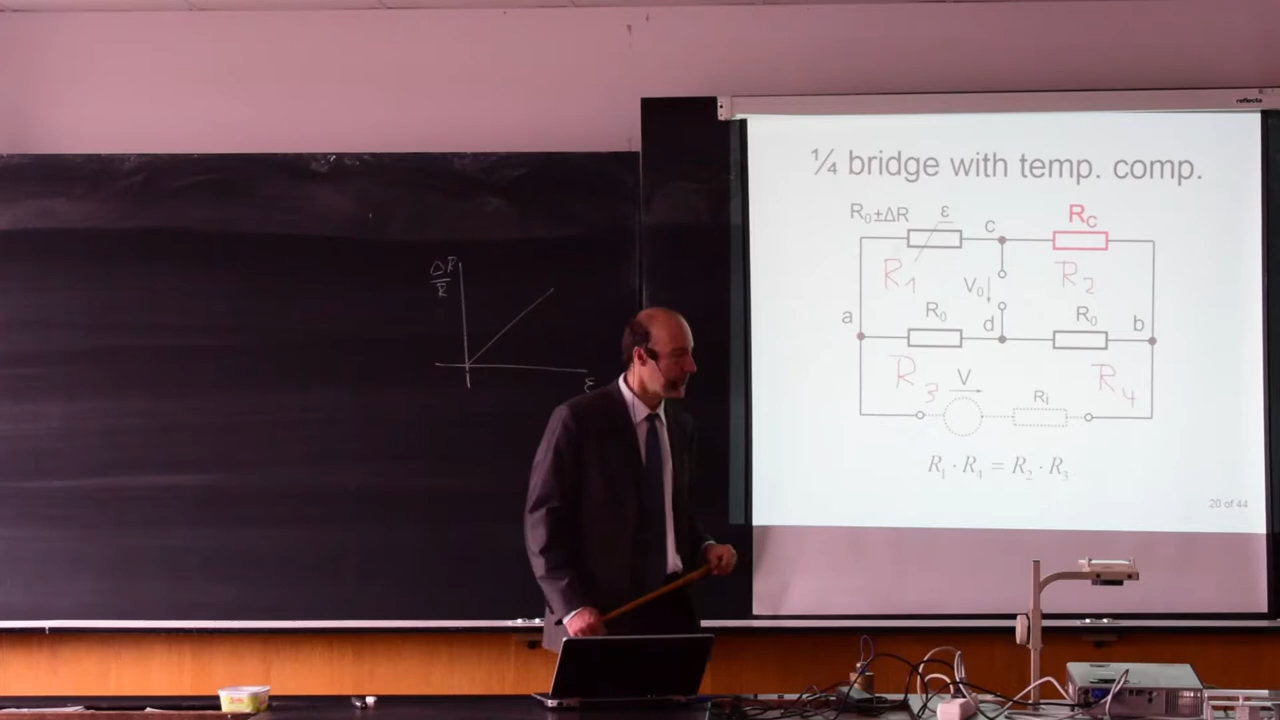 reflecta
¼ bridge with temp. comp.
R₀±ΔR ε c R_C
R₁ V₀ R₂
a R₀ d R₀ b
R₃ V R_i R₄
R₁ · R₄ = R₂ · R₃
20 of 44
ΔR
R
ε